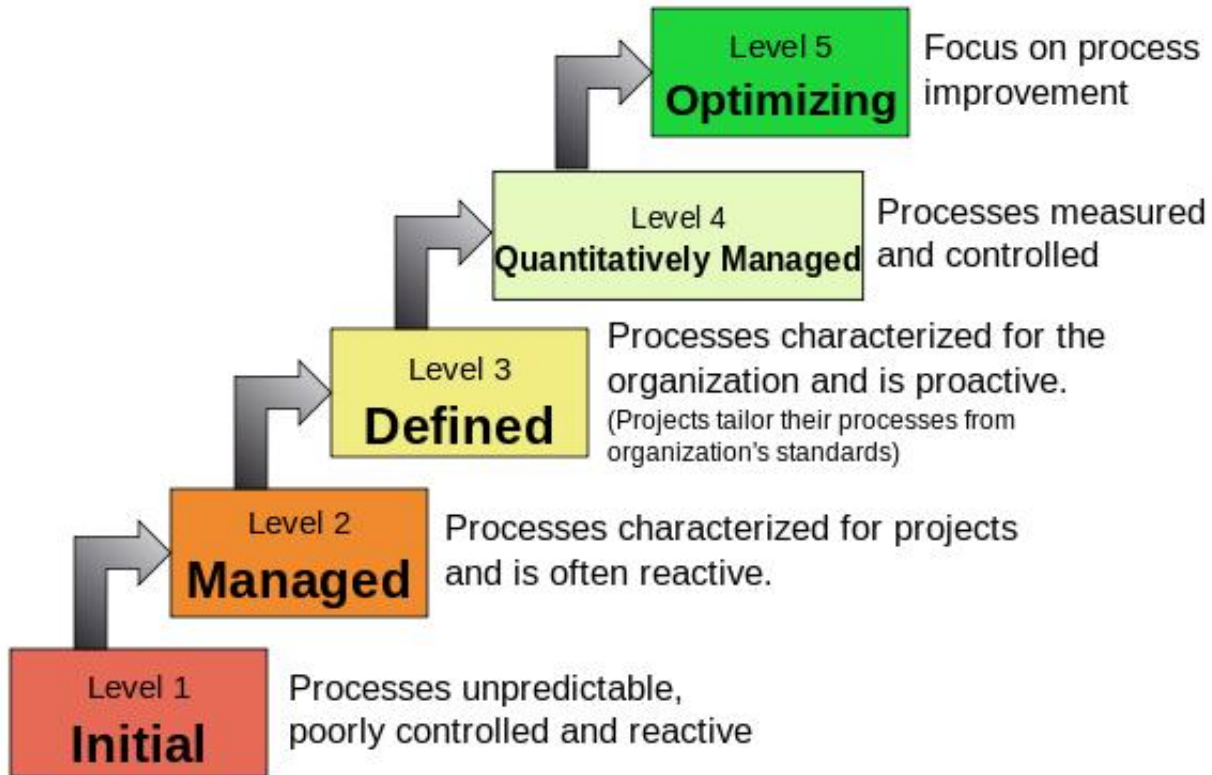 Level 5
Optimizing
Focus on process
improvement
Level 4
Quantitatively Managed
Processes measured
and controlled
Level 3
Defined
Processes characterized for the
organization and is proactive.
(Projects tailor their processes from
organization's standards)
Level 2
Managed
Processes characterized for projects
and is often reactive.
Level 1
Initial
Processes unpredictable,
poorly controlled and reactive